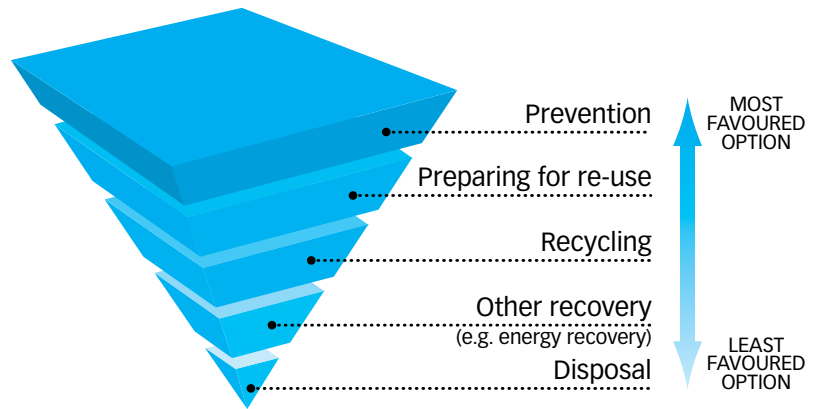 Prevention
Preparing for re-use
Recycling
Other recovery
(e.g. energy recovery)
Disposal
MOST
FAVOURED
OPTION
LEAST
FAVOURED
OPTION